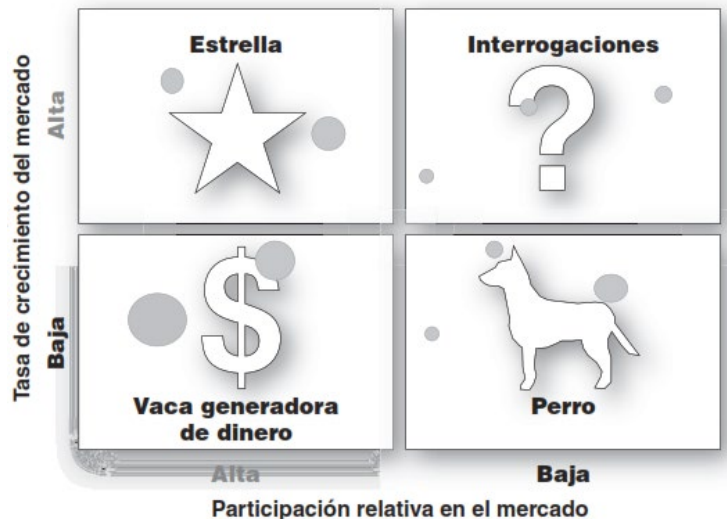 Estrella
Interrogaciones
Tasa de crecimiento del mercado
Alta
?
Baja
$
Vaca generadora
de dinero
Perro
Alta
Baja
Participación relativa en el mercado